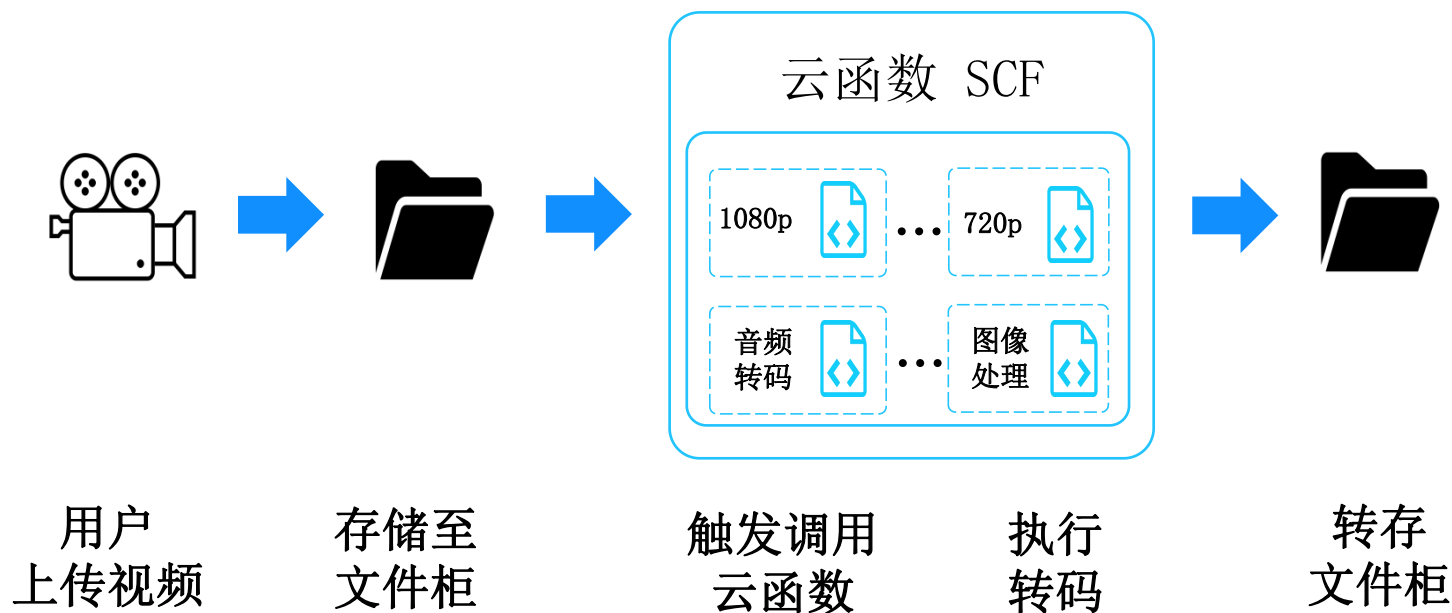 云函数 SCF
1080p
...
720p
音频
转码
...
图像
处理
用户
上传视频
存储至
文件柜
触发调用
云函数
执行
转码
转存
文件柜